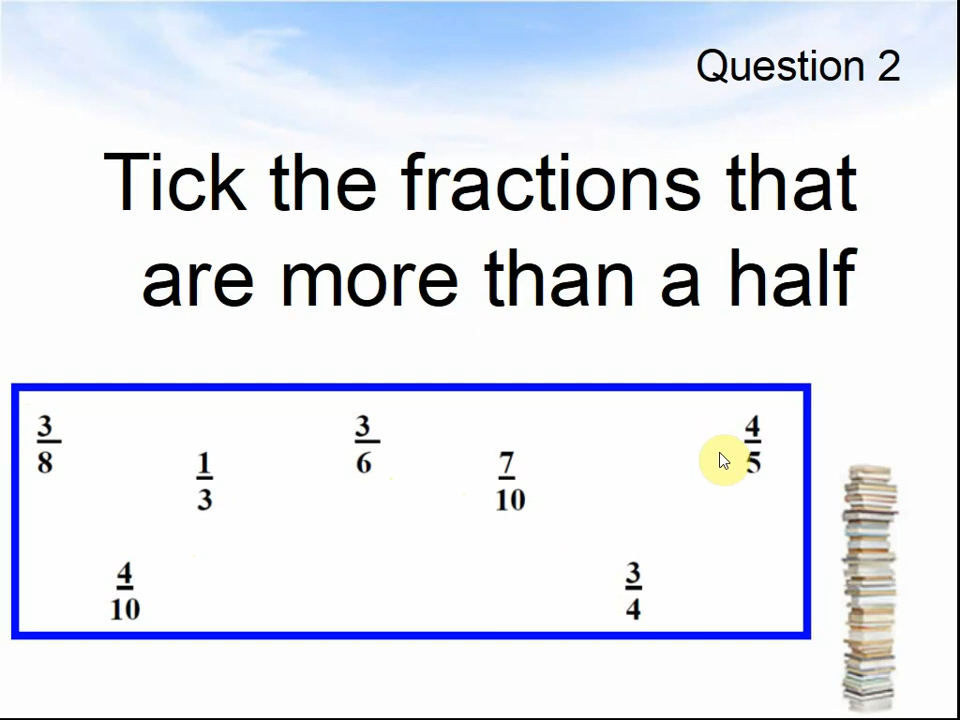 Question 2
Tick the fractions that
are more than a half
3/8
1/3
3/6
7/10
4/5
4/10
3/4